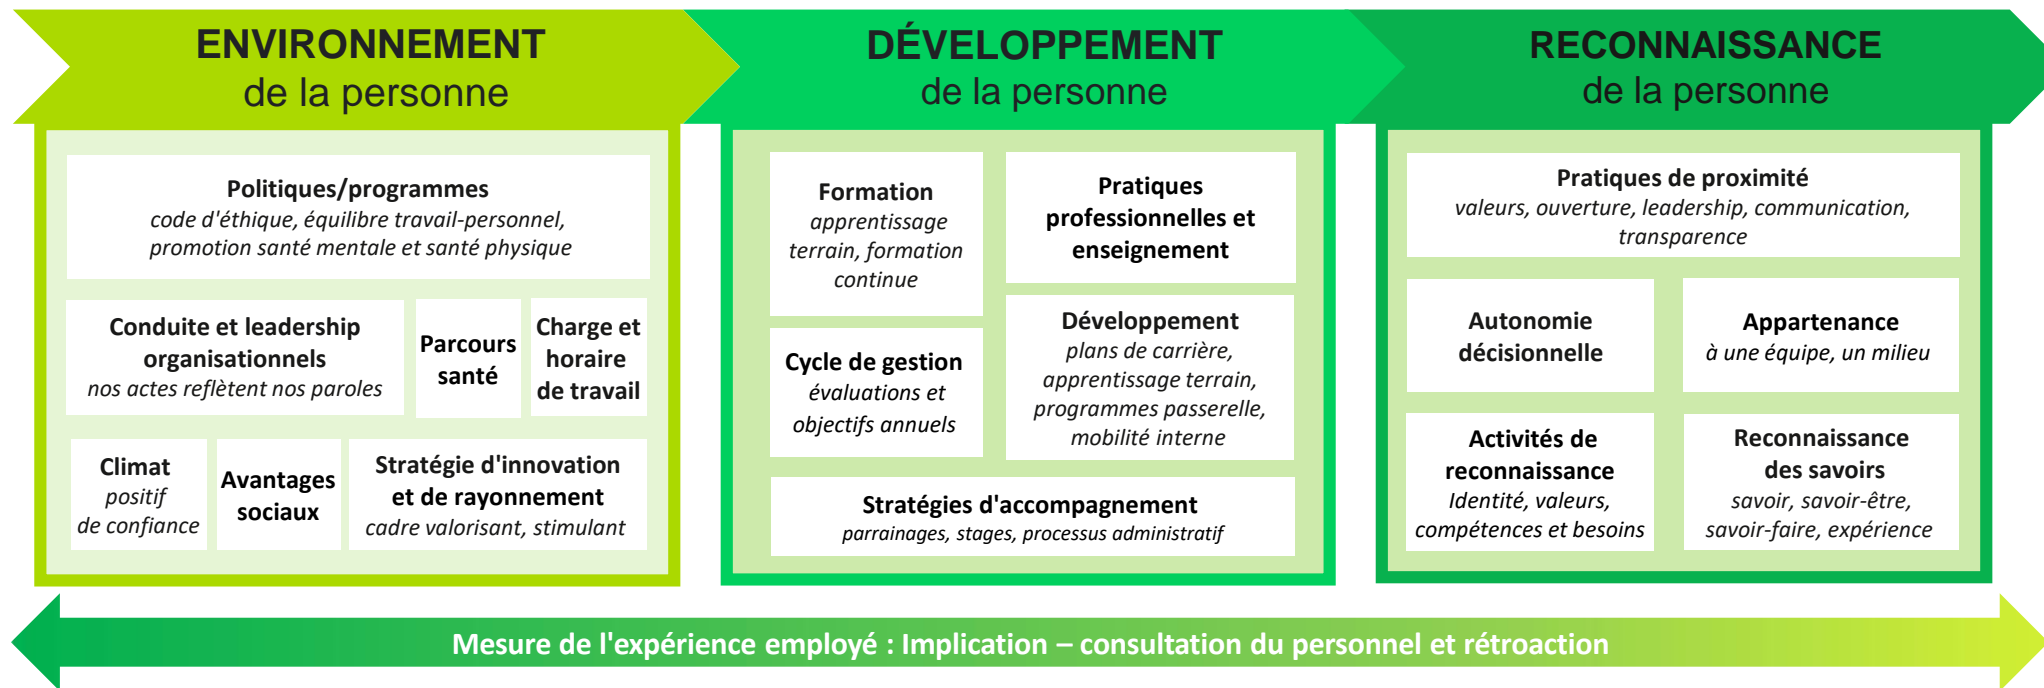 ENVIRONNEMENT
de la personne
Politiques/programmes
code d'éthique, équilibre travail-personnel,
promotion santé mentale et santé physique
Conduite et leadership
organisationnels
nos actes reflètent nos paroles
Parcours
santé
Charge et
horaire
de travail
Climat
positif
de confiance
Avantages
sociaux
Stratégie d'innovation
et de rayonnement
cadre valorisant, stimulant
DÉVELOPPEMENT
de la personne
Formation
apprentissage
terrain, formation
continue
Pratiques
professionnelles et
enseignement
Cycle de gestion
évaluations et
objectifs annuels
Développement
plans de carrière,
apprentissage terrain,
programmes passerelle,
mobilité interne
Stratégies d'accompagnement
parrainages, stages, processus administratif
RECONNAISSANCE
de la personne
Pratiques de proximité
valeurs, ouverture, leadership, communication,
transparence
Autonomie
décisionnelle
Appartenance
à une équipe, un milieu
Activités de
reconnaissance
Identité, valeurs,
compétences et besoins
Reconnaissance
des savoirs
savoir, savoir-être,
savoir-faire, expérience
Mesure de l'expérience employé : Implication – consultation du personnel et rétroaction